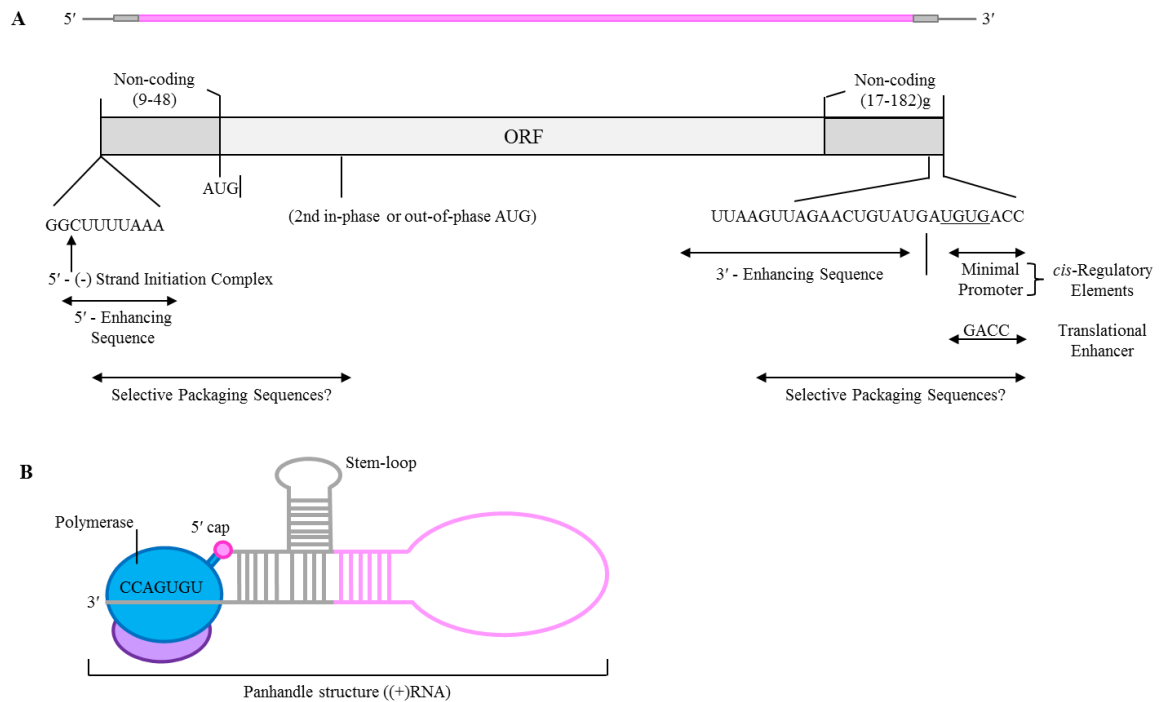 A
5′
3′
Non-coding
(9-48)
Non-coding
(17-182)g
ORF
AUG
(2nd in-phase or out-of-phase AUG)
GGCUUUUAAA
UUAAGUUAGAACUGUAUGAUGUGACC
5′ - (-) Strand Initiation Complex
5′ - Enhancing
Sequence
3′ - Enhancing Sequence
Minimal
Promoter
cis-Regulatory
Elements
GACC
Translational
Enhancer
Selective Packaging Sequences?
Selective Packaging Sequences?
B
Stem-loop
Polymerase
5′ cap
CCAGUGU
3′
Panhandle structure ((+)RNA)